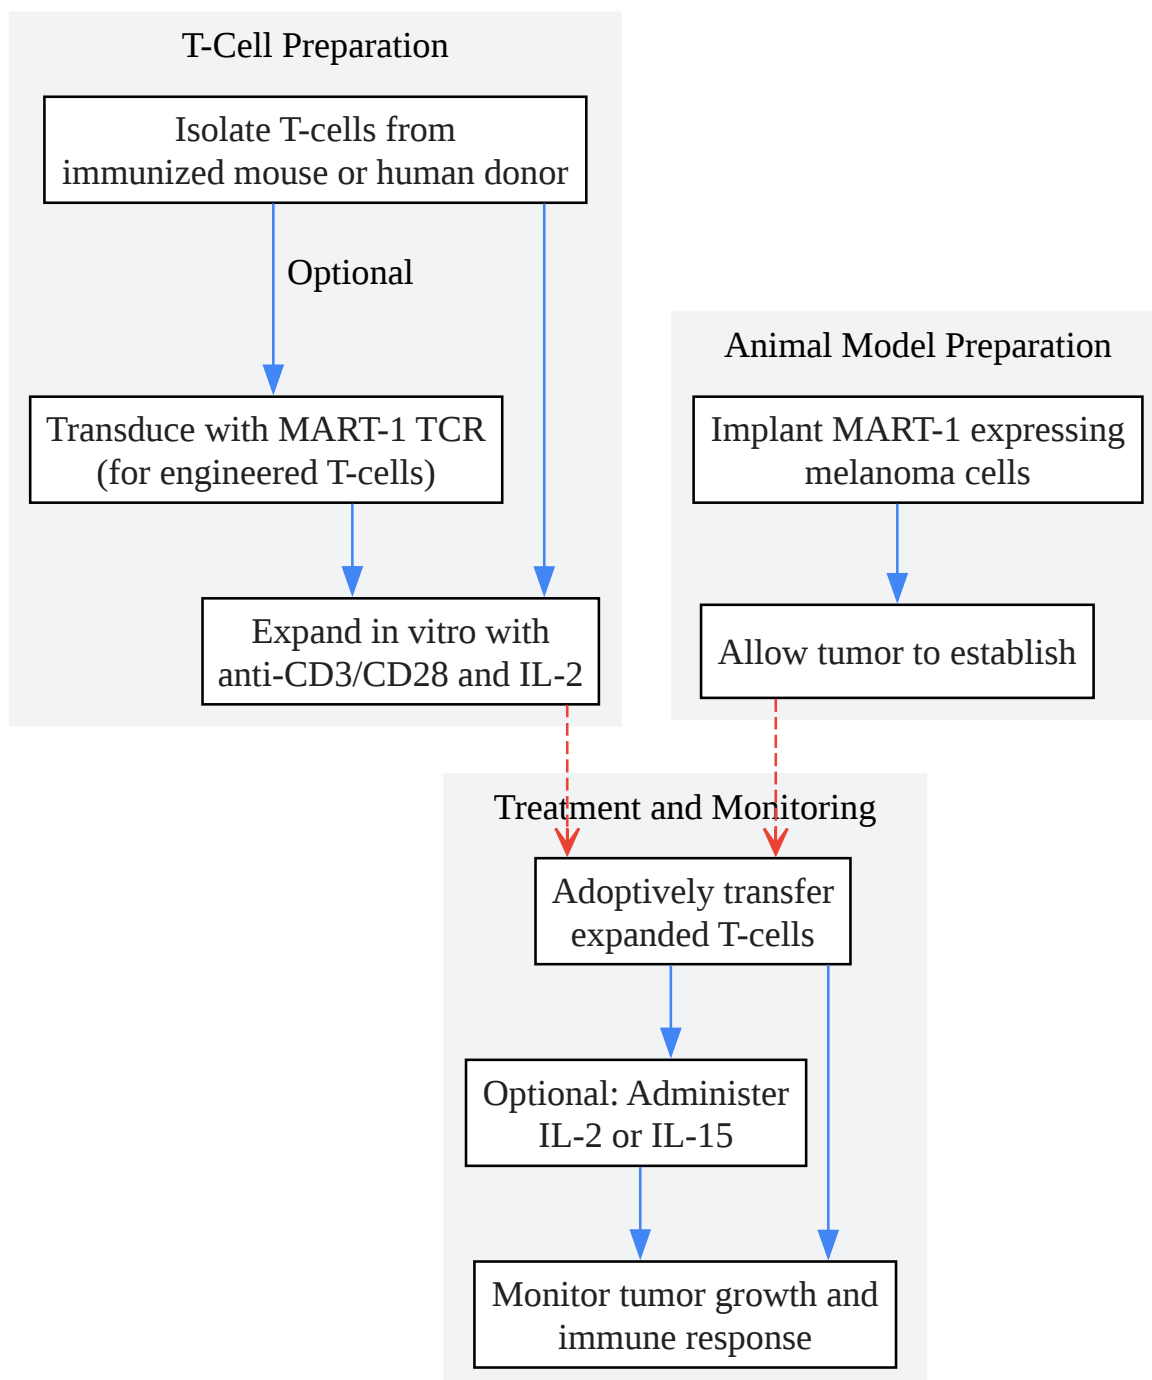 T-Cell Preparation
Isolate T-cells from
immunized mouse or human donor
Optional
Transduce with MART-1 TCR
(for engineered T-cells)
Expand in vitro with
anti-CD3/CD28 and IL-2
Animal Model Preparation
Implant MART-1 expressing
melanoma cells
Allow tumor to establish
Treatment and Monitoring
Adoptively transfer
expanded T-cells
Optional: Administer
IL-2 or IL-15
Monitor tumor growth and
immune response